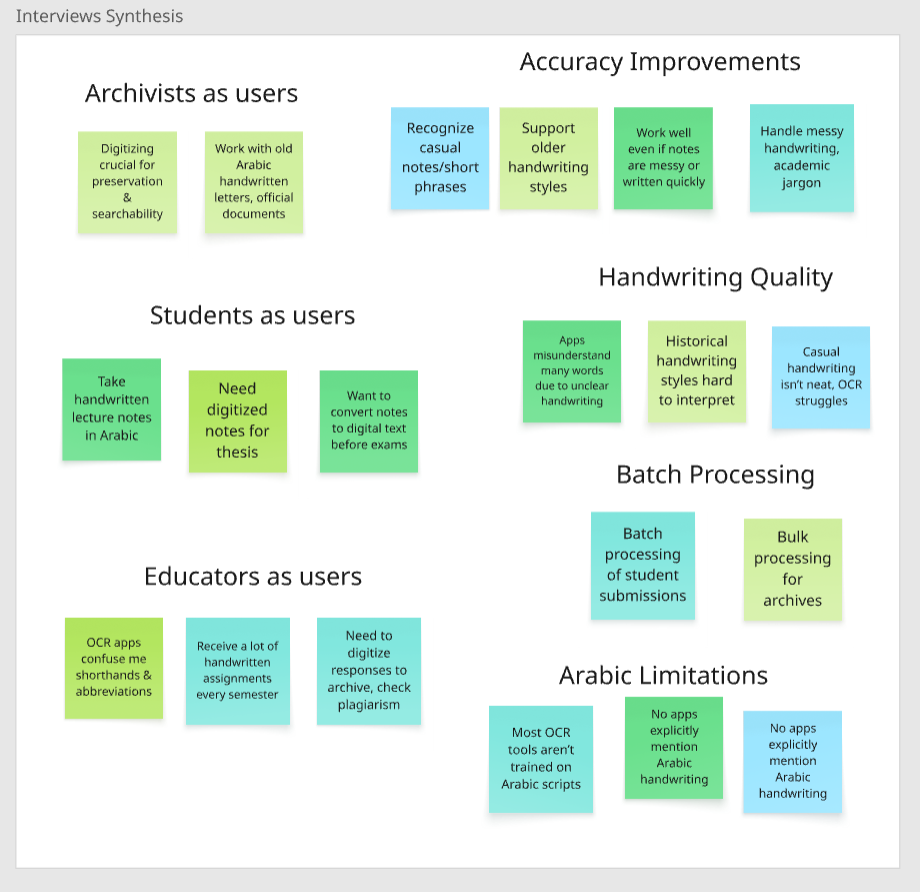 Interviews Synthesis
Archivists as users
Digitizing
crucial for
preservation
&
searchability
Work with old
Arabic
handwritten
letters, official
documents
Accuracy Improvements
Recognize
casual
notes/short
phrases
Support
older
handwriting
styles
Work well
even if notes
are messy or
written quickly
Handle messy
handwriting,
academic
jargon
Students as users
Take
handwritten
lecture notes
in Arabic
Need
digitized
notes for
thesis
Want to
convert notes
to digital text
before exams
Handwriting Quality
Apps
misunderstand
many words
due to unclear
handwriting
Historical
handwriting
styles hard
to interpret
Casual
handwriting
isn’t neat, OCR
struggles
Batch Processing
Batch
processing
of student
submissions
Bulk
processing
for
archives
Educators as users
OCR apps
confuse me
shorthands &
abbreviations
Receive a lot of
handwritten
assignments
every semester
Need to
digitize
responses to
archive, check
plagiarism
Arabic Limitations
Most OCR
tools aren’t
trained on
Arabic scripts
No apps
explicitly
mention
Arabic
handwriting
No apps
explicitly
mention
Arabic
handwriting